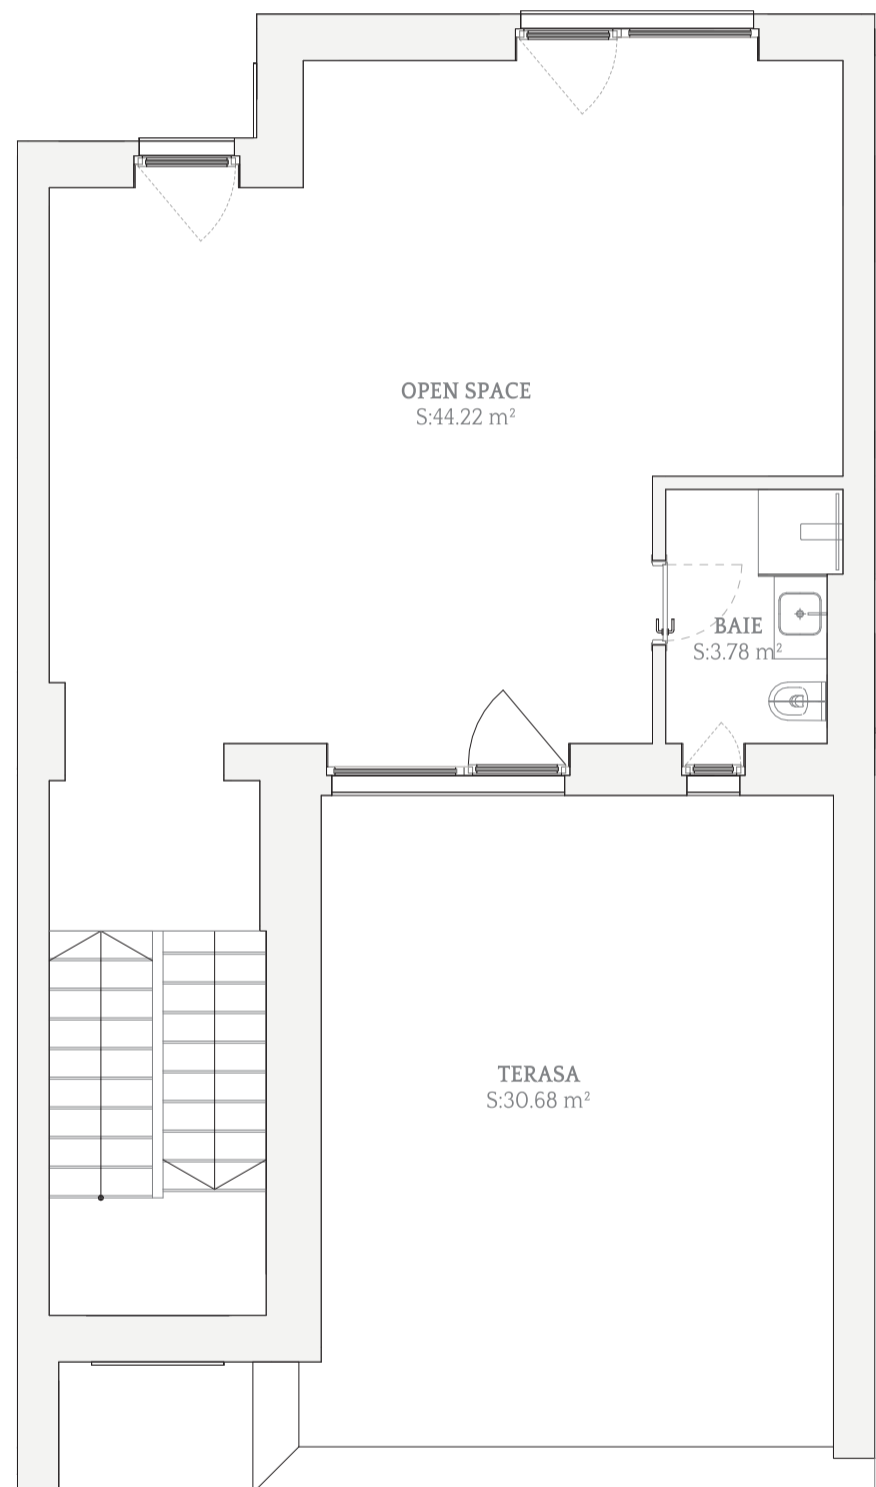 OPEN SPACE
S:44.22 m²
BAIE
S:3.78 m²
TERASA
S:30.68 m²